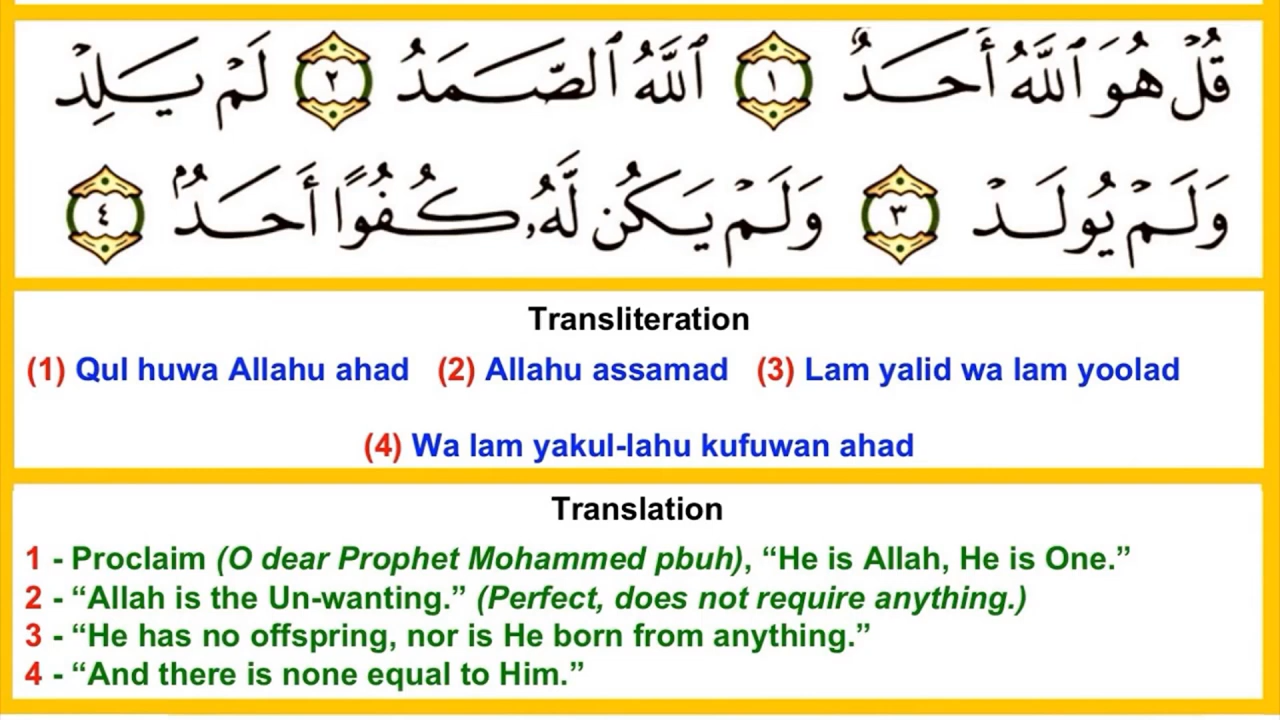 قُلْ هُوَ ٱللَّهُ أَحَدٌ ١ ٱللَّهُ ٱلصَّمَدُ ٢ لَمْ يَلِدْ
وَلَمْ يُولَدْ ٣ وَلَمْ يَكُن لَّهُۥ كُفُوًا أَحَدٌۢ ٤
Transliteration
(1) Qul huwa Allahu ahad (2) Allahu assamad (3) Lam yalid wa lam yoolad
(4) Wa lam yakul-lahu kufuwan ahad
Translation
1 - Proclaim (O dear Prophet Mohammed pbuh), “He is Allah, He is One.”
2 - “Allah is the Un-wanting.” (Perfect, does not require anything.)
3 - “He has no offspring, nor is He born from anything.”
4 - “And there is none equal to Him.”